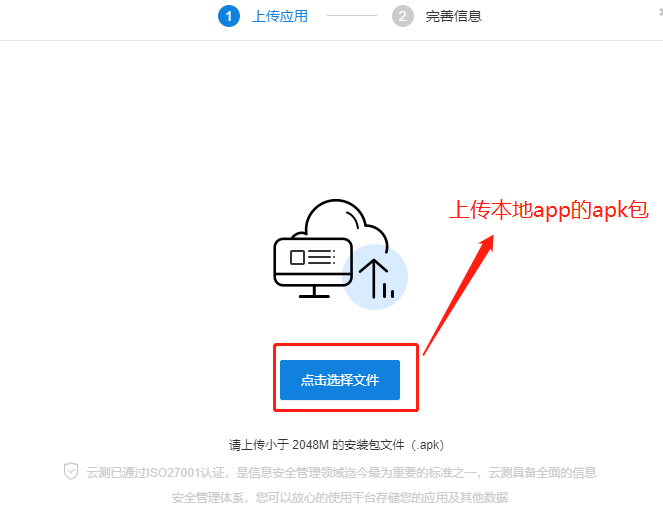 1 上传应用 2 完善信息
上传本地app的apk包
点击选择文件
请上传小于 2048M 的安装包文件（.apk）
云测已通过ISO27001认证，是信息安全管理领域迄今最为重要的标准之一，云测具备全面的信息
安全管理体系，您可以放心的使用平台存储您的应用及其他数据